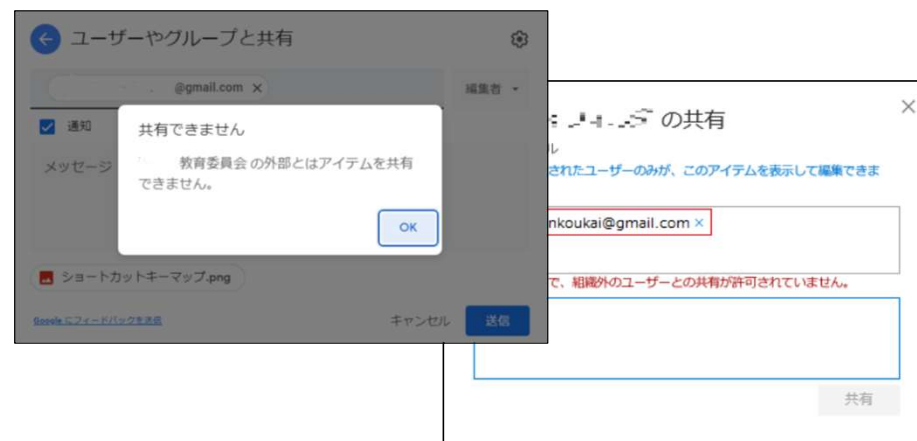 ユーザーやグループと共有
@gmail.com ×
編集者
通知
メッセージ
共有できません
教育委員会 の外部とはアイテムを共有
できません。
OK
ショートカットキーマップ.png
Google にフィードバックを送信
キャンセル
送信
の共有
ル
されたユーザーのみが、このアイテムを表示して編集できま
nkoukai@gmail.com ×
で、組織外のユーザーとの共有が許可されていません。
共有